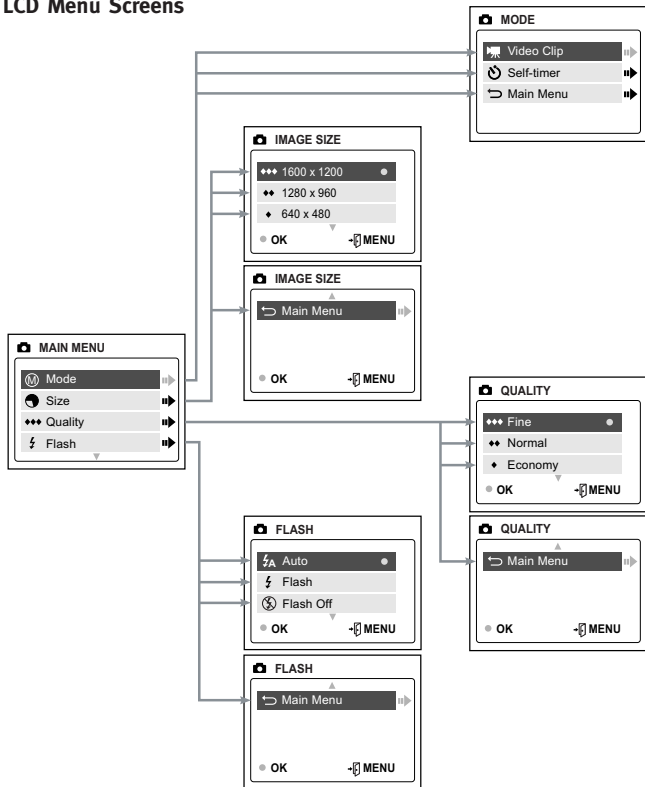 LCD Menu Screens
MODE
Video Clip
Self-timer
Main Menu
IMAGE SIZE
1600 x 1200
1280 x 960
640 x 480
OK MENU
IMAGE SIZE
Main Menu
OK MENU
MAIN MENU
M Mode
Size
Quality
Flash
QUALITY
Fine
Normal
Economy
OK MENU
QUALITY
Main Menu
OK MENU
FLASH
A Auto
Flash
Flash Off
OK MENU
FLASH
Main Menu
OK MENU